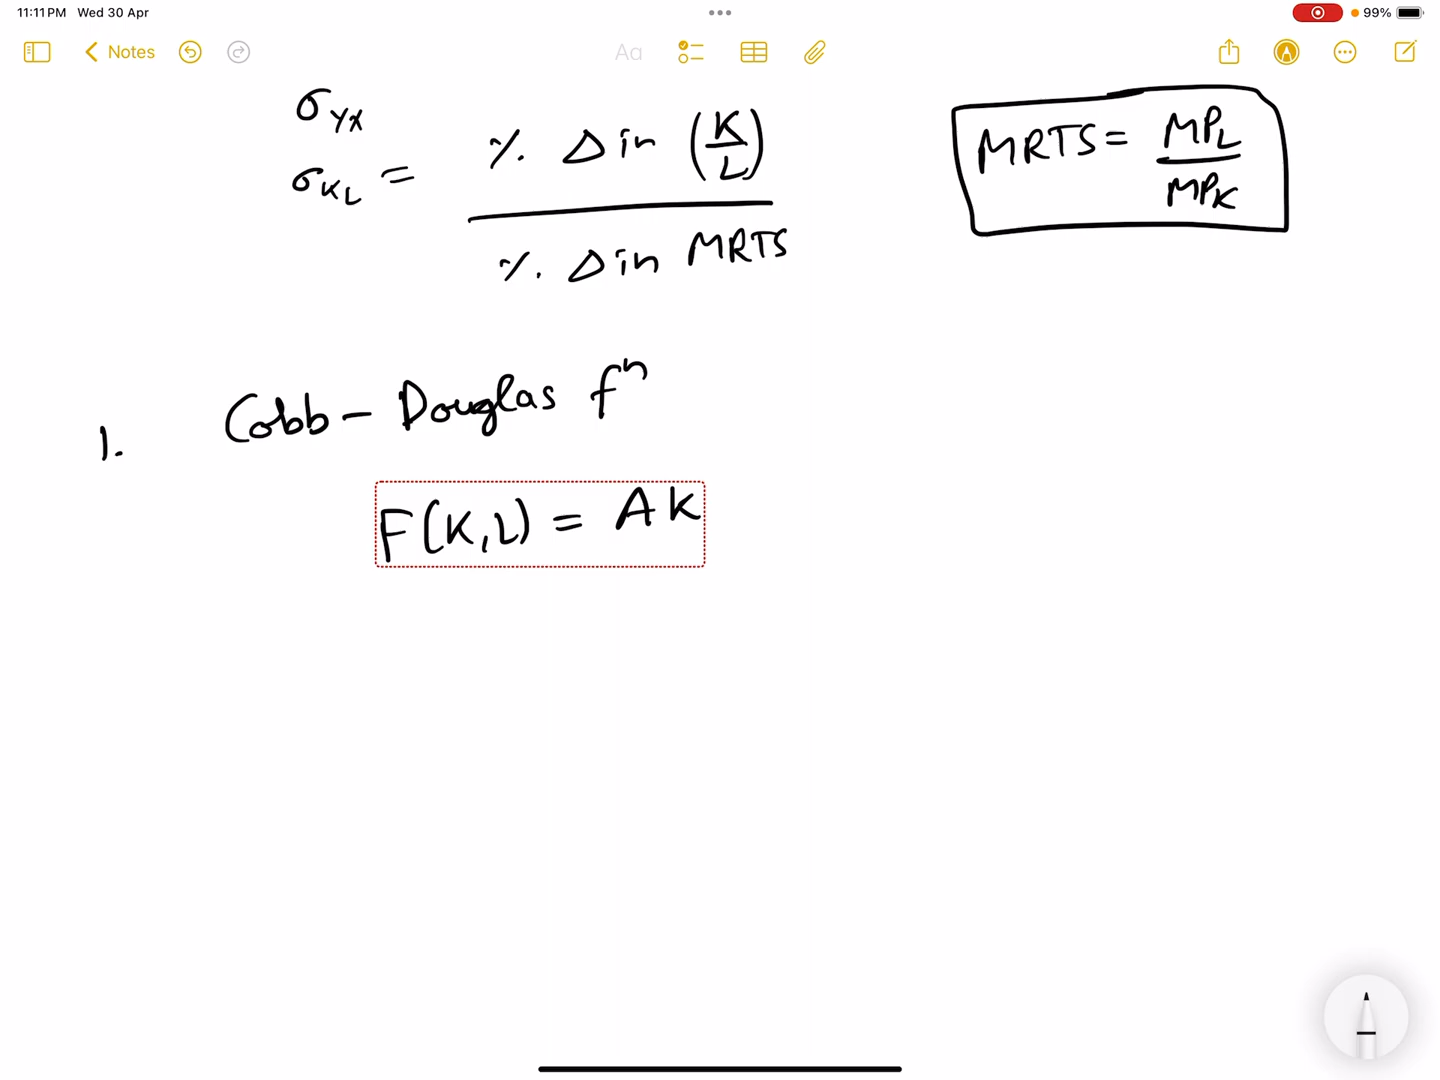 11:11 PM Wed 30 Apr
99%
Notes
Aa
σYX
σKL = % Δ in (K/L) / % Δ in MRTS
MRTS = MPL / MPK
1. Cobb – Douglas fⁿ
F(K,L) = AK